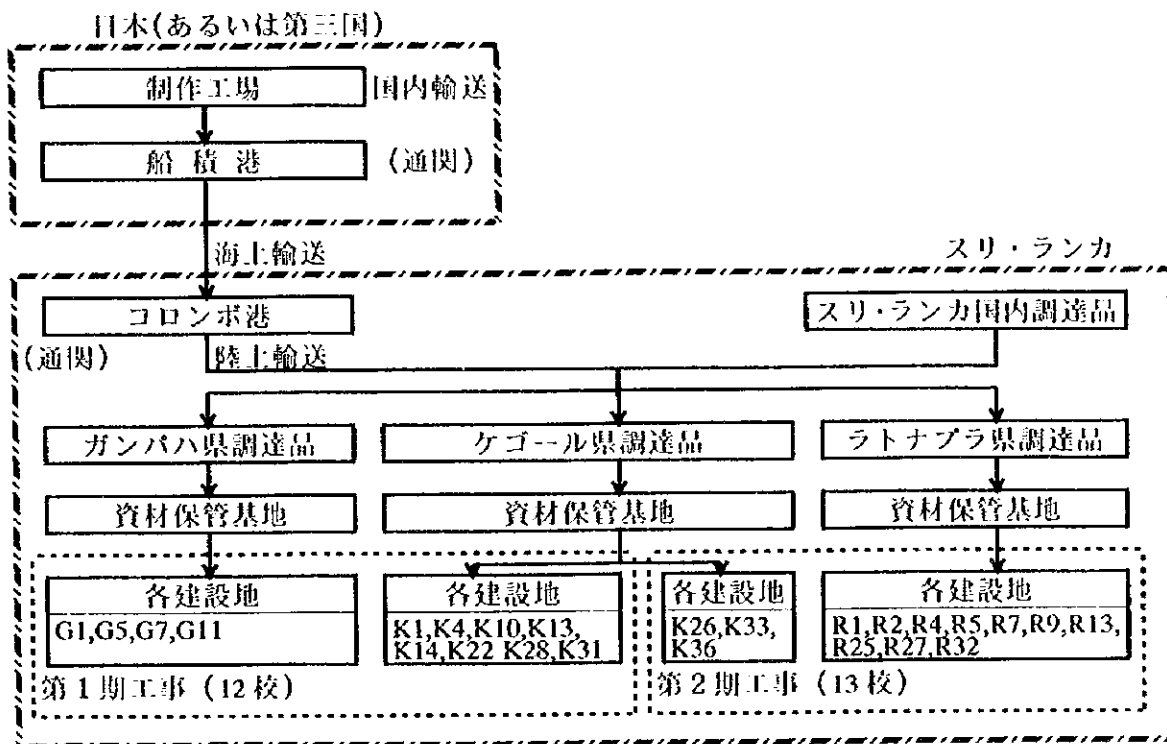 日本(あるいは第三国)
制作工場
国内輸送
船積港
(通関)
海上輸送
スリ・ランカ
コロンボ港
スリ・ランカ国内調達品
(通関)
陸上輸送
ガンパハ県調達品
ケゴール県調達品
ラトナプラ県調達品
資材保管基地
資材保管基地
資材保管基地
各建設地
G1,G5,G7,G11
各建設地
K1,K4,K10,K13,
K14,K22 K28,K31
各建設地
K26,K33,
K36
各建設地
R1,R2,R4,R5,R7,R9,R13,
R25,R27,R32
第1期工事(12校)
第2期工事(13校)